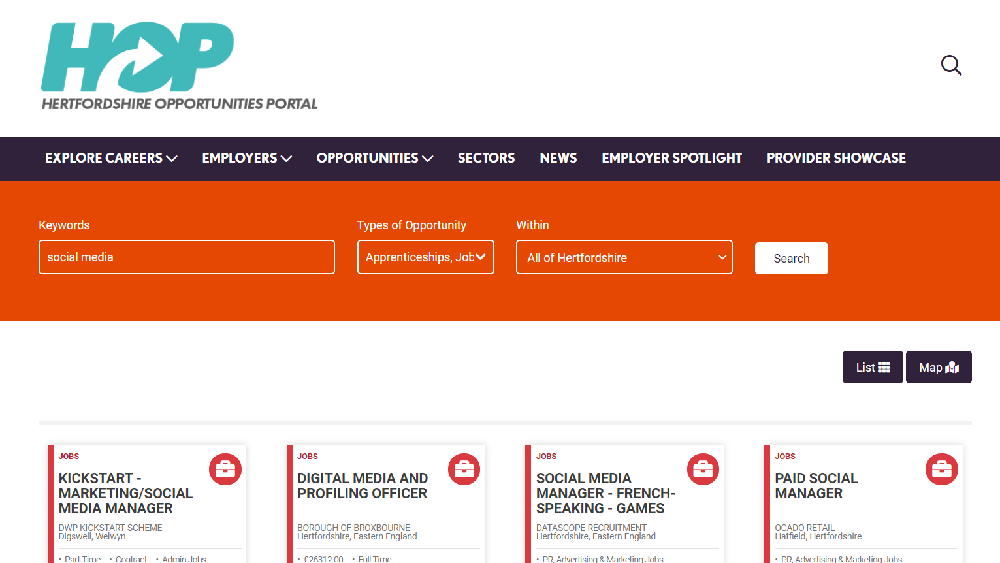 HOP
HERTFORDSHIRE OPPORTUNITIES PORTAL
EXPLORE CAREERS EMPLOYERS OPPORTUNITIES SECTORS NEWS EMPLOYER SPOTLIGHT PROVIDER SHOWCASE
Keywords Types of Opportunity Within
social media Apprenticeships, Job All of Hertfordshire Search
List Map
JOBS
KICKSTART -
MARKETING/SOCIAL
MEDIA MANAGER
DWP KICKSTART SCHEME
Digswell, Welwyn
• Part Time • Contract • Admin Jobs
JOBS
DIGITAL MEDIA AND
PROFILING OFFICER
BOROUGH OF BROXBOURNE
Hertfordshire, Eastern England
• £26312.00 • Full Time
JOBS
SOCIAL MEDIA
MANAGER - FRENCH-
SPEAKING - GAMES
DATASCOPE RECRUITMENT
Hertfordshire, Eastern England
• PR, Advertising & Marketing Jobs
JOBS
PAID SOCIAL
MANAGER
OCADO RETAIL
Hatfield, Hertfordshire
• PR, Advertising & Marketing Jobs